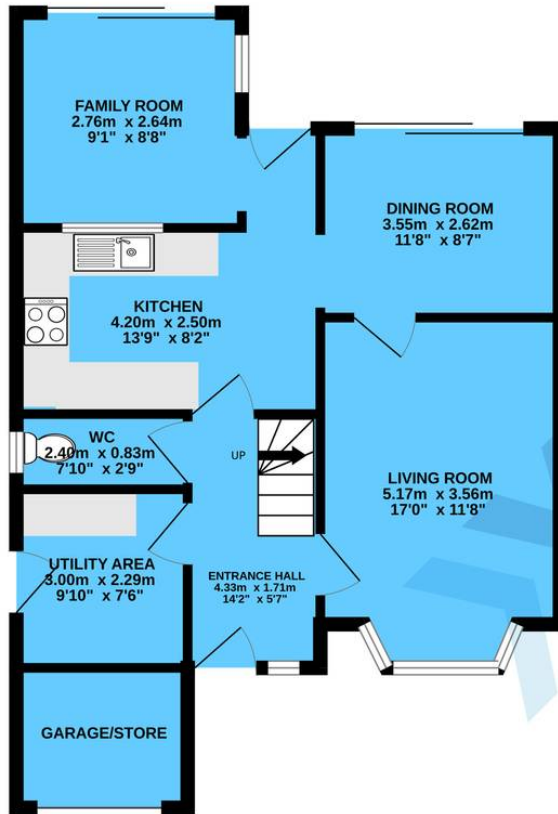 FAMILY ROOM
2.76m x 2.64m
9'1" x 8'8"
DINING ROOM
3.55m x 2.62m
11'8" x 8'7"
KITCHEN
4.20m x 2.50m
13'9" x 8'2"
WC
2.40m x 0.83m
7'10" x 2'9"
UP
LIVING ROOM
5.17m x 3.56m
17'0" x 11'8"
UTILITY AREA
3.00m x 2.29m
9'10" x 7'6"
ENTRANCE HALL
4.33m x 1.71m
14'2" x 5'7"
GARAGE/STORE